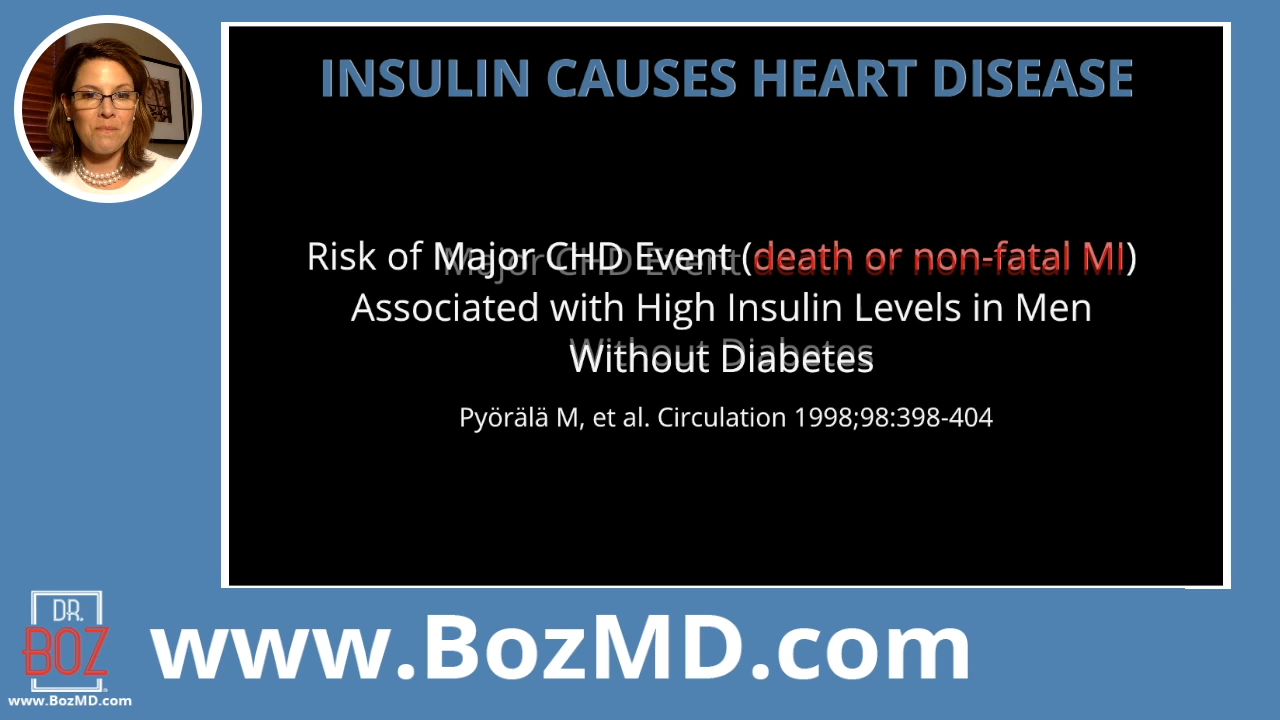 INSULIN CAUSES HEART DISEASE
Risk of Major CHD Event (death or non-fatal MI)
Associated with High Insulin Levels in Men
Without Diabetes
Pyörälä M, et al. Circulation 1998;98:398-404
DR.
BOZ
www.BozMD.com
www.BozMD.com